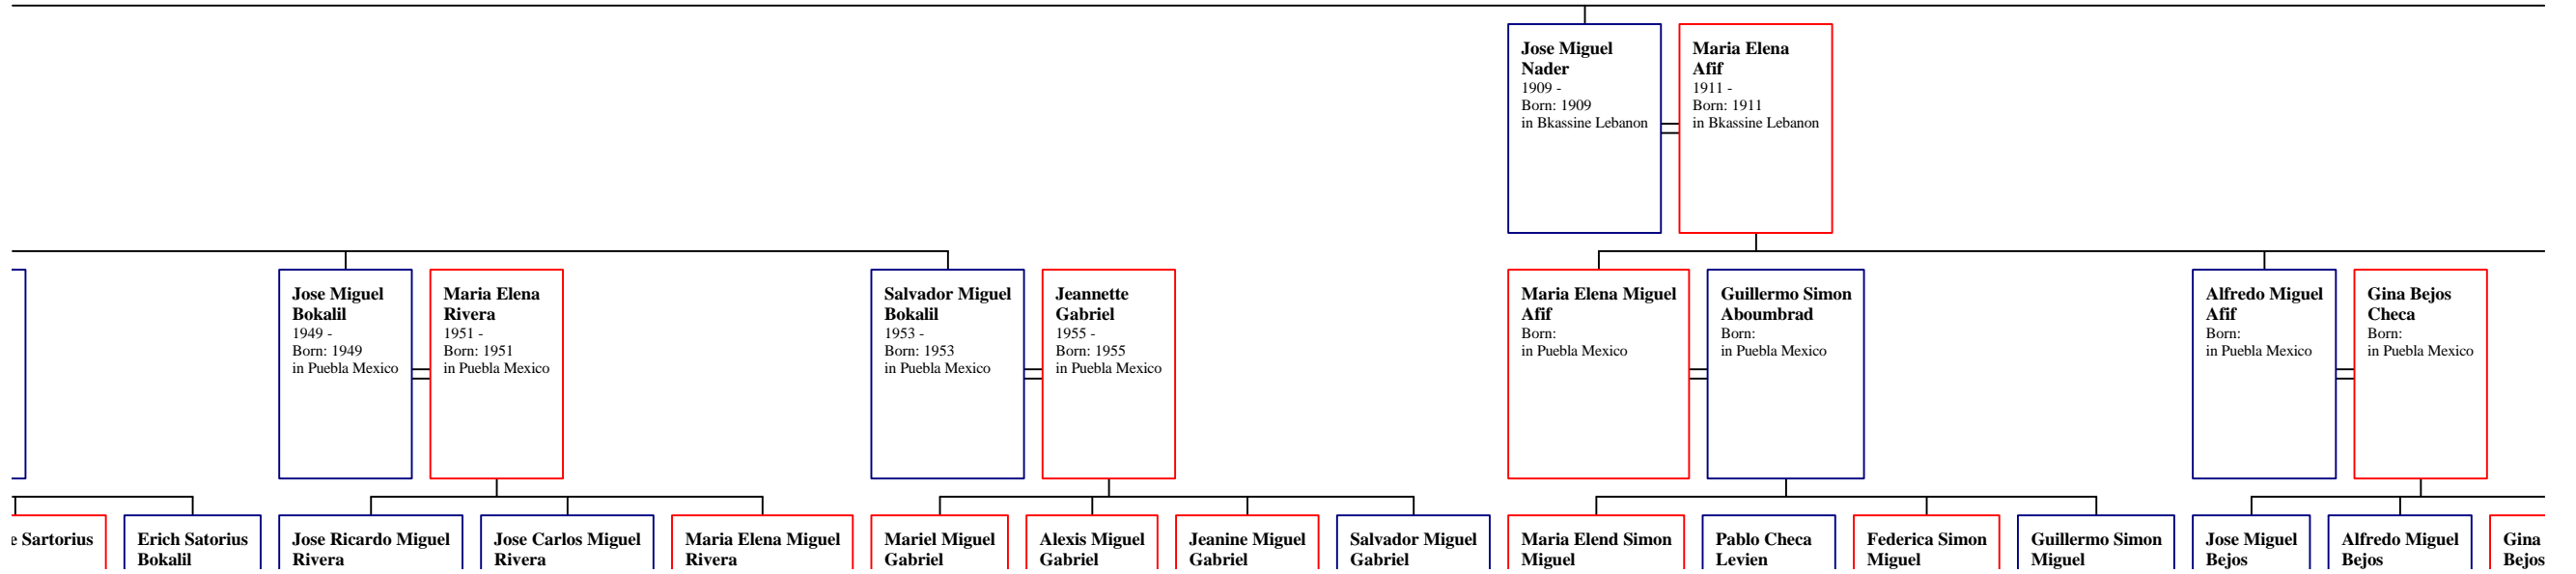 Jose Miguel
Nader
1909 -
Born: 1909
in Bkassine Lebanon
Maria Elena
Afif
1911 -
Born: 1911
in Bkassine Lebanon
Jose Miguel
Bokalil
1949 -
Born: 1949
in Puebla Mexico
Maria Elena
Rivera
1951 -
Born: 1951
in Puebla Mexico
Salvador Miguel
Bokalil
1953 -
Born: 1953
in Puebla Mexico
Jeannette
Gabriel
1955 -
Born: 1955
in Puebla Mexico
Maria Elena Miguel
Afif
Born:
in Puebla Mexico
Guillermo Simon
Aboumbrad
Born:
in Puebla Mexico
Alfredo Miguel
Afif
Born:
in Puebla Mexico
Gina Bejos
Checa
Born:
in Puebla Mexico
e Sartorius
Erich Satorius
Bokalil
Jose Ricardo Miguel
Rivera
Jose Carlos Miguel
Rivera
Maria Elena Miguel
Rivera
Mariel Miguel
Gabriel
Alexis Miguel
Gabriel
Jeanine Miguel
Gabriel
Salvador Miguel
Gabriel
Maria Elend Simon
Miguel
Pablo Checa
Levien
Federica Simon
Miguel
Guillermo Simon
Miguel
Jose Miguel
Bejos
Alfredo Miguel
Bejos
Gina
Bejos